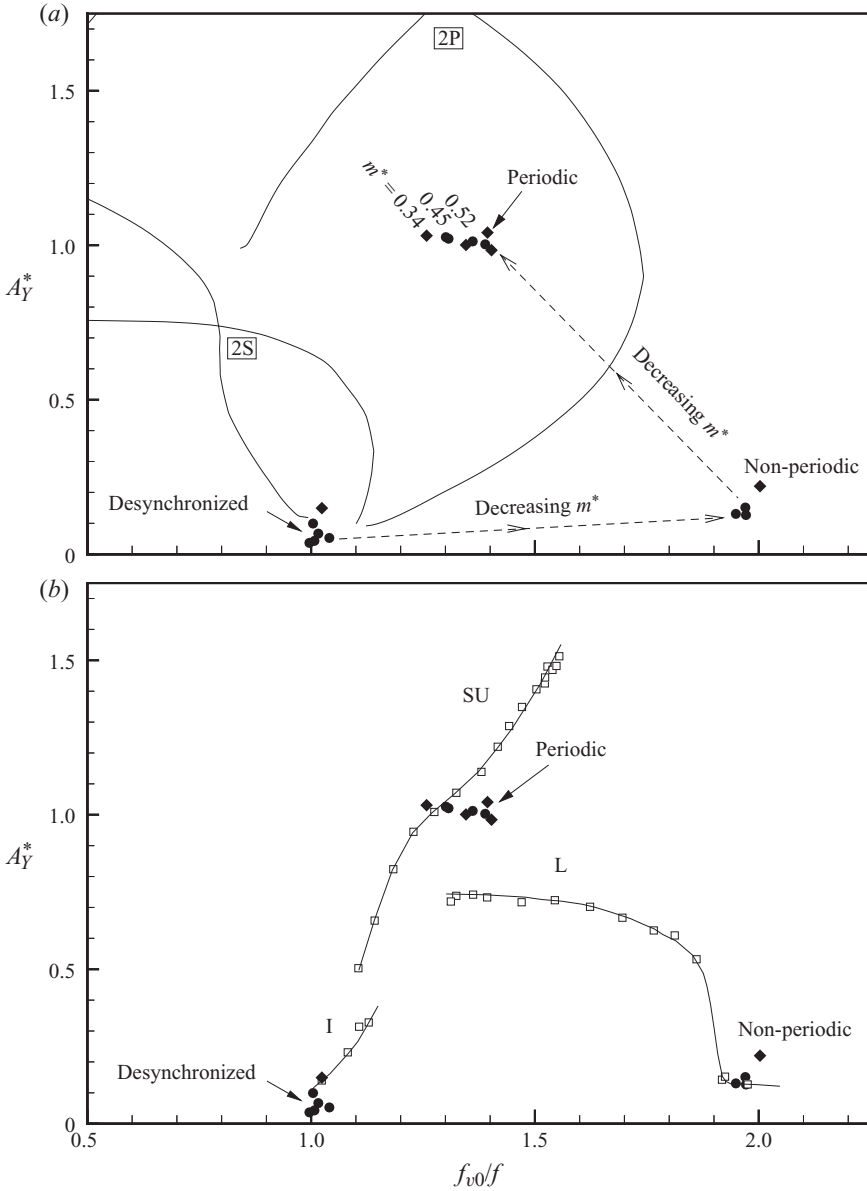 (a)
1.5
1.0
0.5
0
A*Y
2P
m* = 0.34
0.45
0.52
Periodic
2S
Decreasing m*
Non-periodic
Desynchronized
Decreasing m*
(b)
1.5
1.0
0.5
0
A*Y
SU
Periodic
L
I
Non-periodic
Desynchronized
0.5
1.0
1.5
2.0
fv0/f